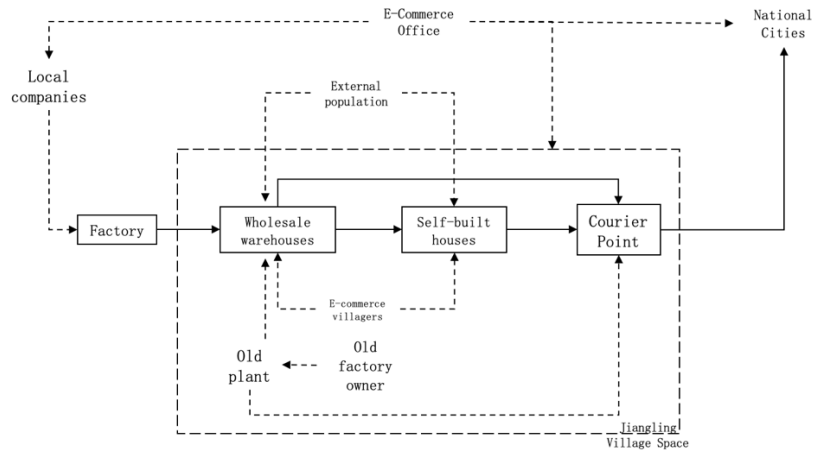 E-Commerce
Office
National
Cities
Local
companies
External
population
Factory
Wholesale
warehouses
Self-built
houses
Courier
Point
E-commerce
villagers
Old
plant
Old
factory
owner
Jiangling
Village Space